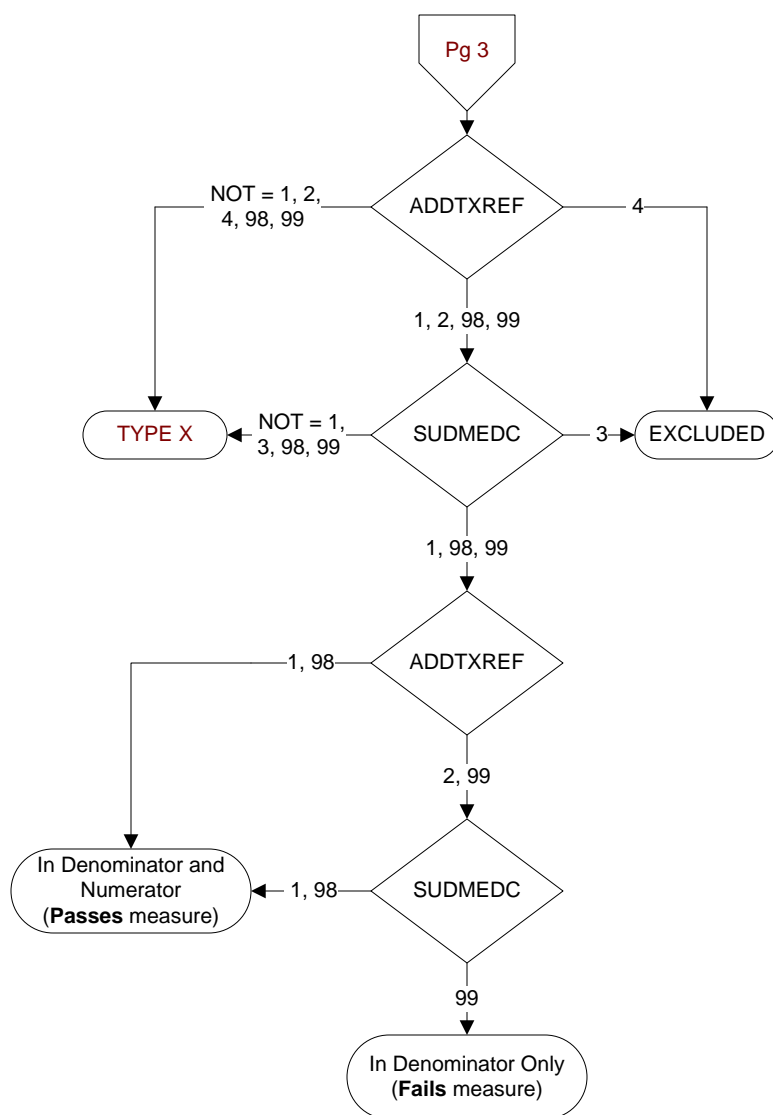 Pg 3
NOT = 1, 2,
4, 98, 99
ADDTXREF
4
1, 2, 98, 99
TYPE X
NOT = 1,
3, 98, 99
SUDMEDC
3
EXCLUDED
1, 98, 99
1, 98
ADDTXREF
2, 99
In Denominator and
Numerator
(Passes measure)
1, 98
SUDMEDC
99
In Denominator Only
(Fails measure)